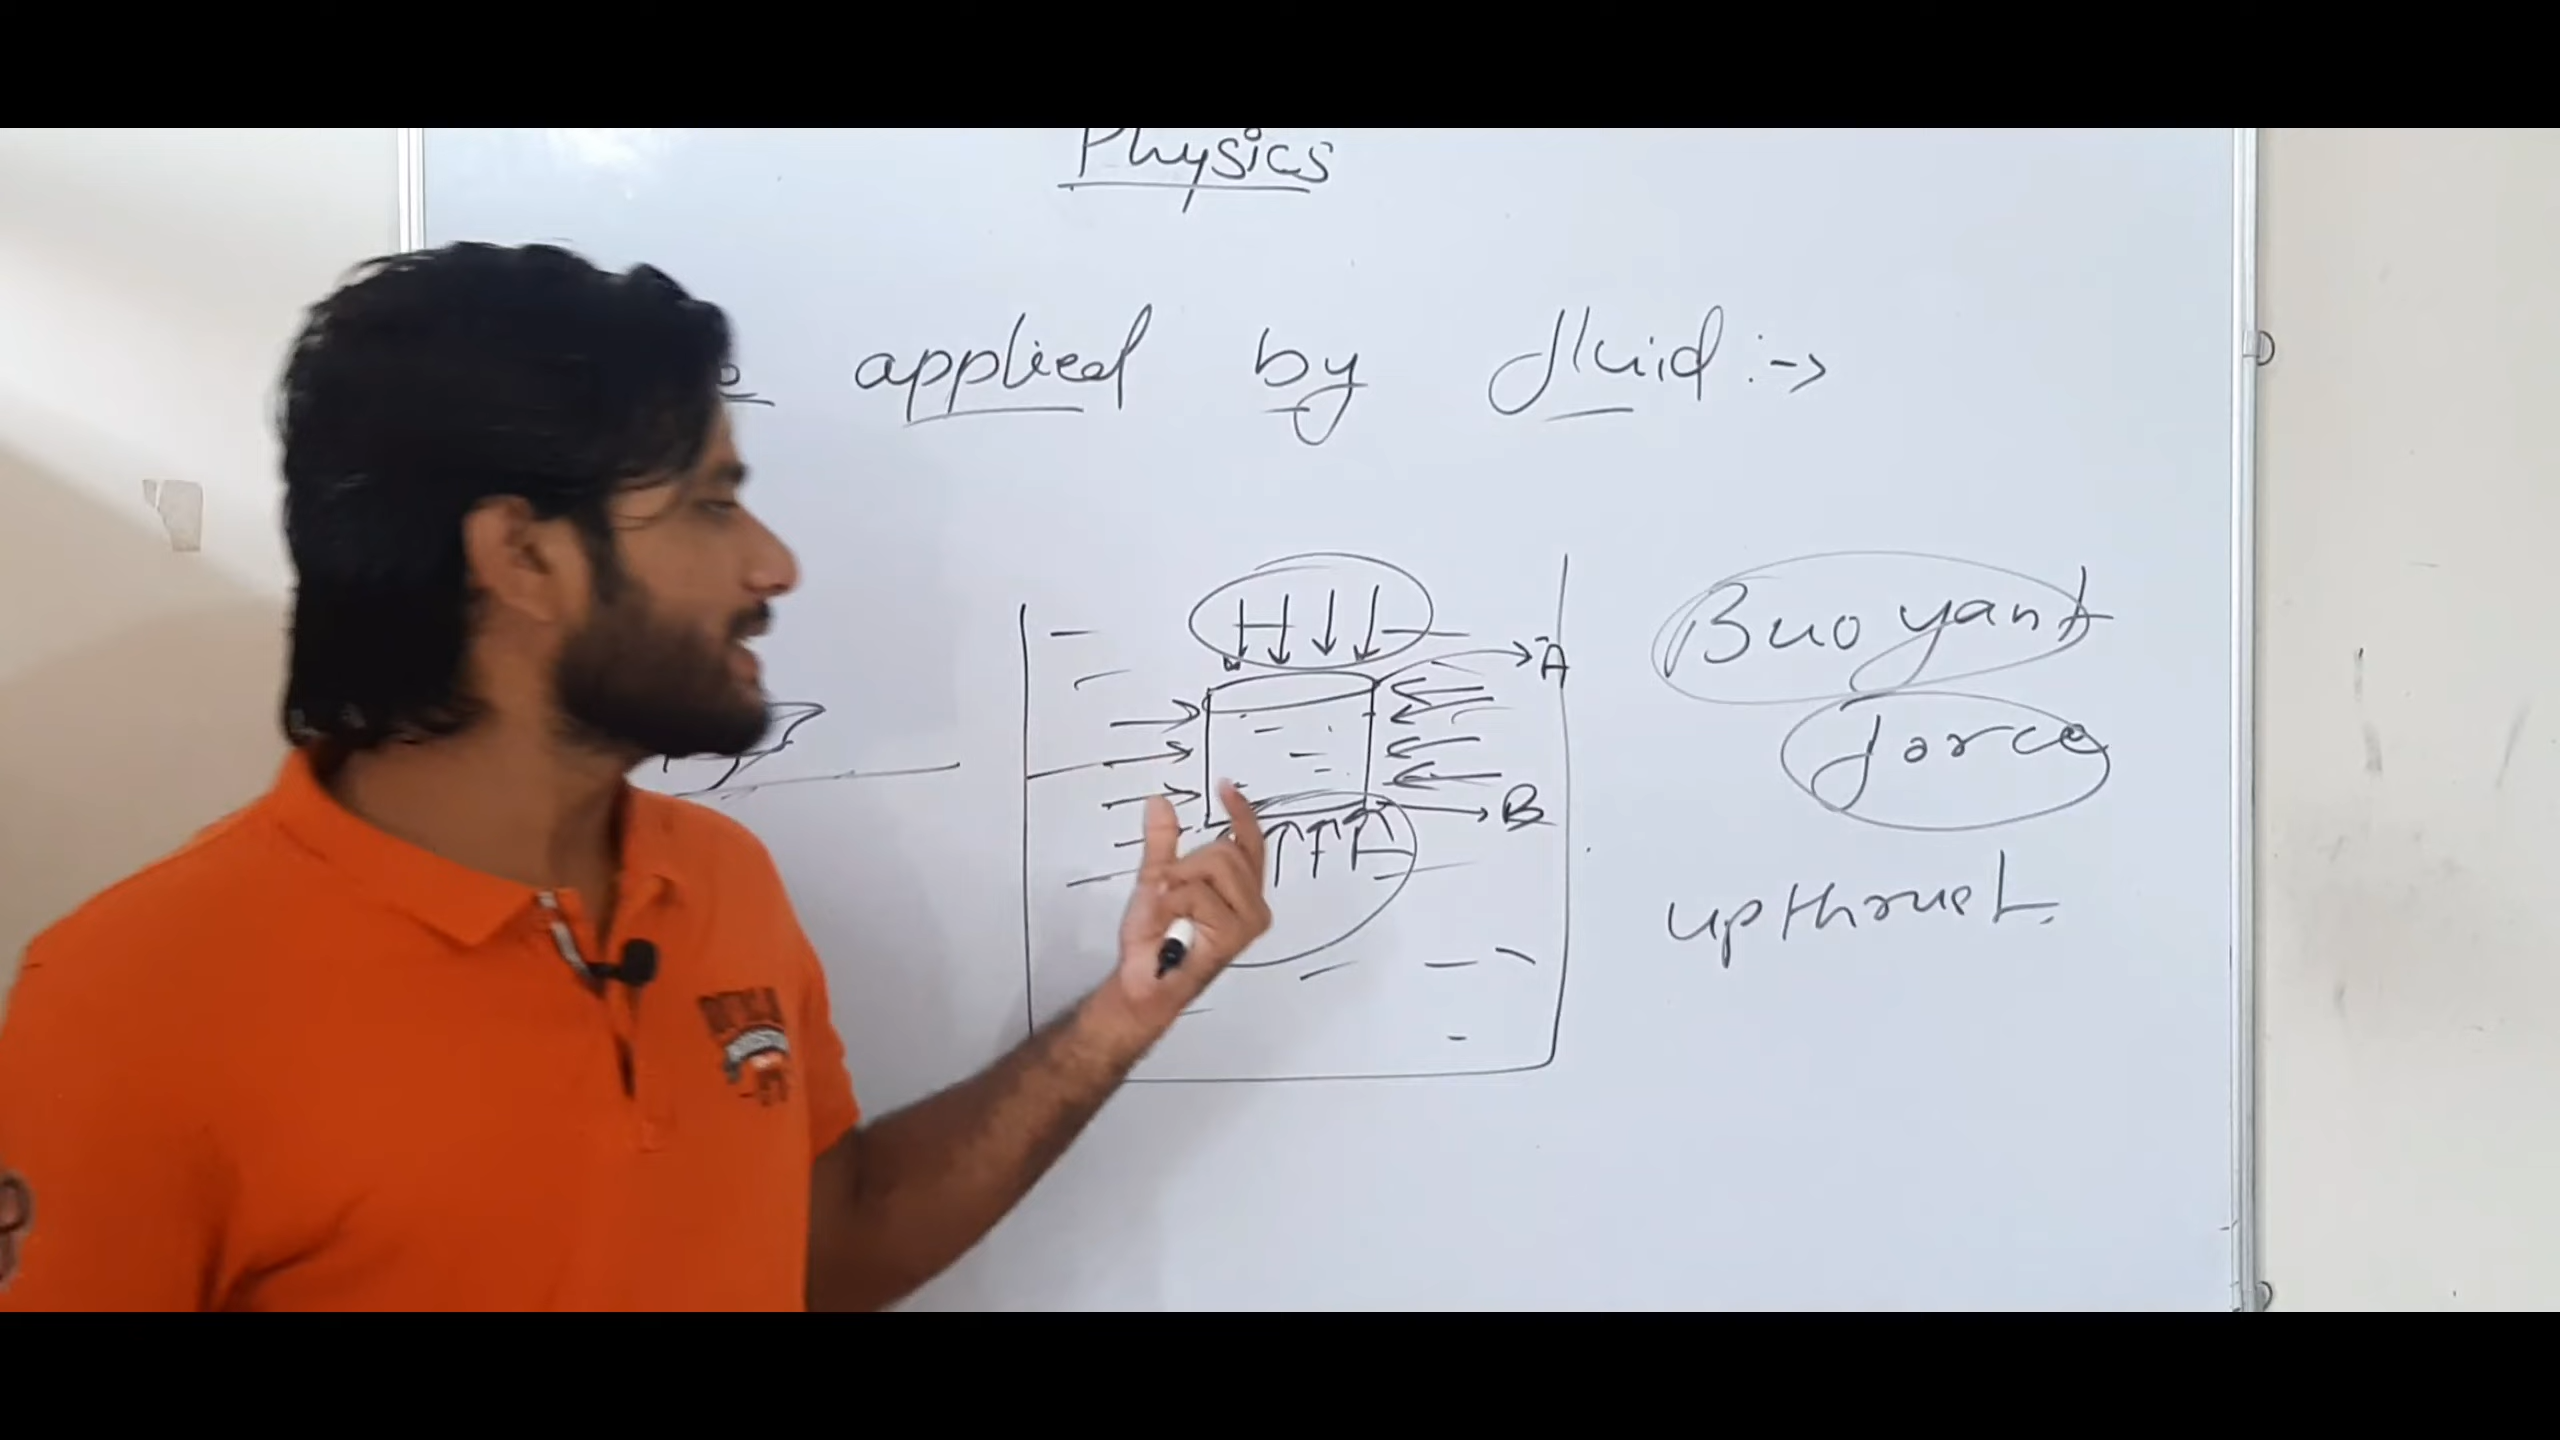 Physics
applied by fluid :->
A
Buoyant
force
B
upthrust